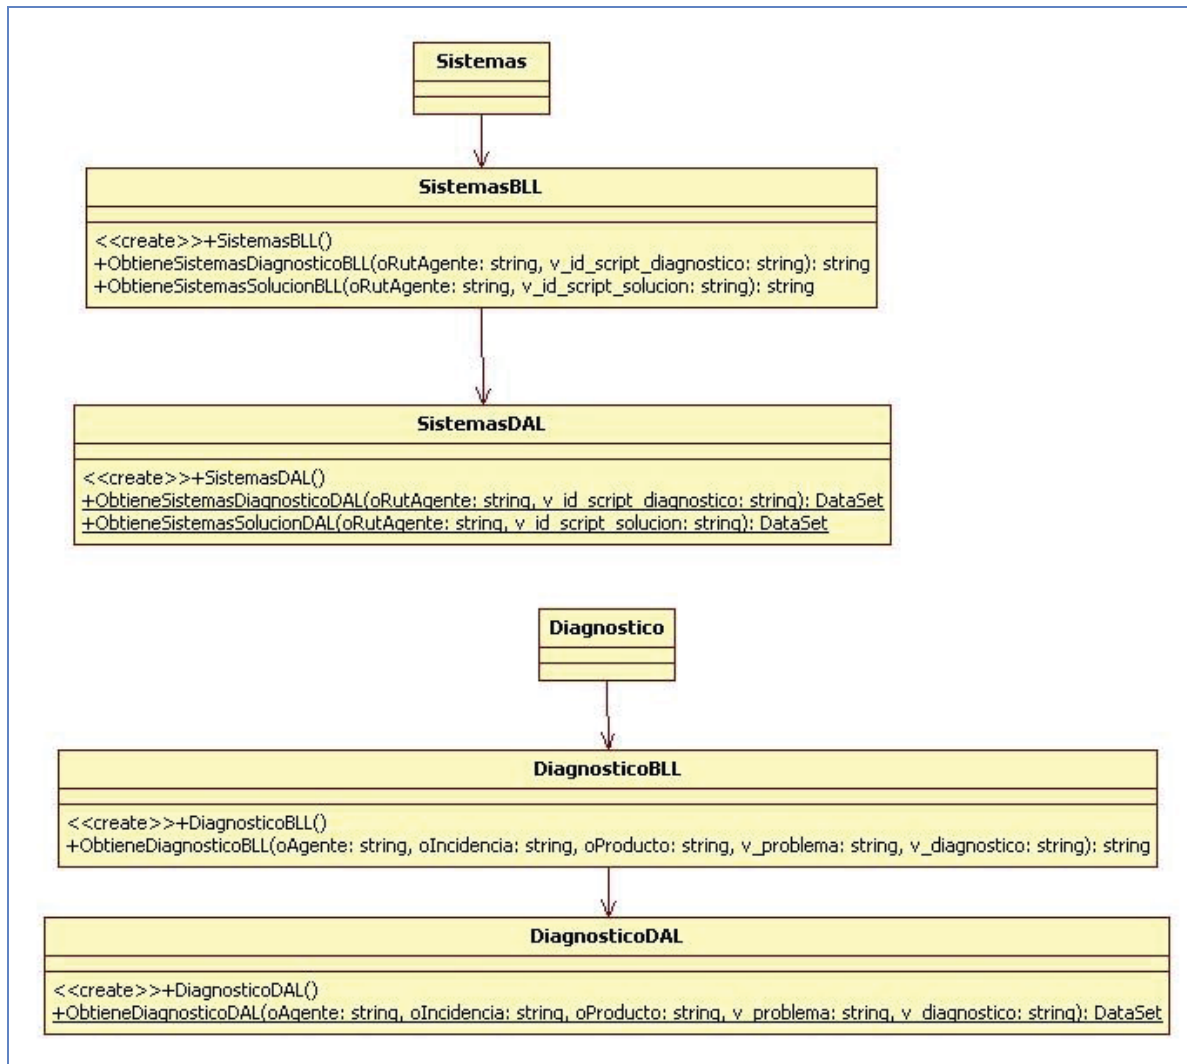 Sistemas
SistemasBLL
<<create>>+SistemasBLL()
+ObtieneSistemasDiagnosticoBLL(oRutAgente: string, v_id_script_diagnostico: string): string
+ObtieneSistemasSolucionBLL(oRutAgente: string, v_id_script_solucion: string): string
SistemasDAL
<<create>>+SistemasDAL()
+ObtieneSistemasDiagnosticoDAL(oRutAgente: string, v_id_script_diagnostico: string): DataSet
+ObtieneSistemasSolucionDAL(oRutAgente: string, v_id_script_solucion: string): DataSet
Diagnostico
DiagnosticoBLL
<<create>>+DiagnosticoBLL()
+ObtieneDiagnosticoBLL(oAgente: string, oIncidencia: string, oProducto: string, v_problema: string, v_diagnostico: string): string
DiagnosticoDAL
<<create>>+DiagnosticoDAL()
+ObtieneDiagnosticoDAL(oAgente: string, oIncidencia: string, oProducto: string, v_problema: string, v_diagnostico: string): DataSet